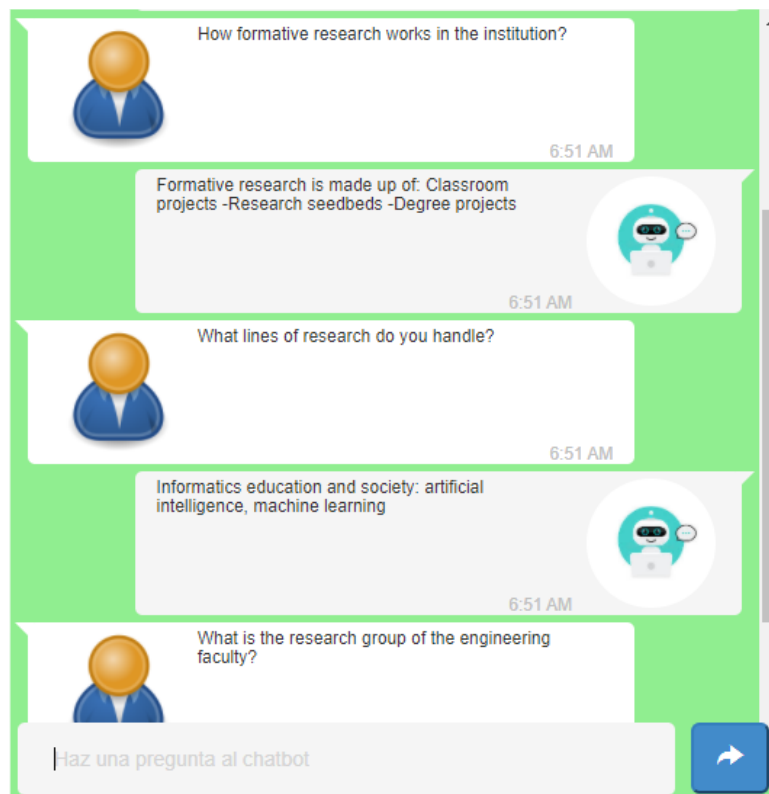 How formative research works in the institution?
6:51 AM
Formative research is made up of: Classroom
projects -Research seedbeds -Degree projects
6:51 AM
What lines of research do you handle?
6:51 AM
Informatics education and society: artificial
intelligence, machine learning
6:51 AM
What is the research group of the engineering
faculty?
Haz una pregunta al chatbot